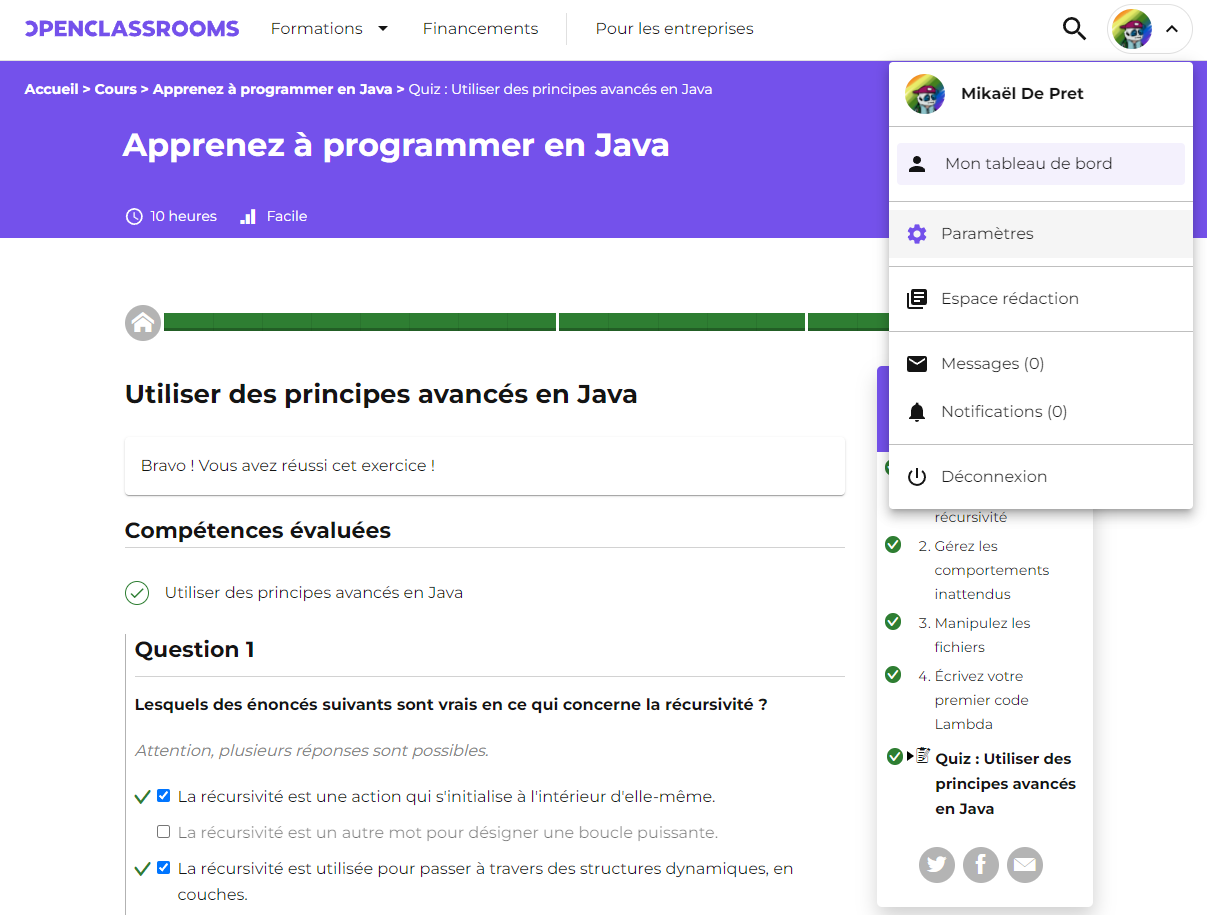 OPENCLASSROOMS
Formations
Financements
Pour les entreprises
Accueil > Cours > Apprenez à programmer en Java > Quiz : Utiliser des principes avancés en Java
Apprenez à programmer en Java
10 heures
Facile
Mikaël De Pret
Mon tableau de bord
Paramètres
Espace rédaction
Messages (0)
Notifications (0)
Déconnexion
Utiliser des principes avancés en Java
Bravo ! Vous avez réussi cet exercice !
Compétences évaluées
Utiliser des principes avancés en Java
Question 1
Lesquels des énoncés suivants sont vrais en ce qui concerne la récursivité ?
Attention, plusieurs réponses sont possibles.
La récursivité est une action qui s'initialise à l'intérieur d'elle-même.
La récursivité est un autre mot pour désigner une boucle puissante.
La récursivité est utilisée pour passer à travers des structures dynamiques, en
couches.
récursivité
2. Gérez les
comportements
inattendus
3. Manipulez les
fichiers
4. Écrivez votre
premier code
Lambda
Quiz : Utiliser des
principes avancés
en Java